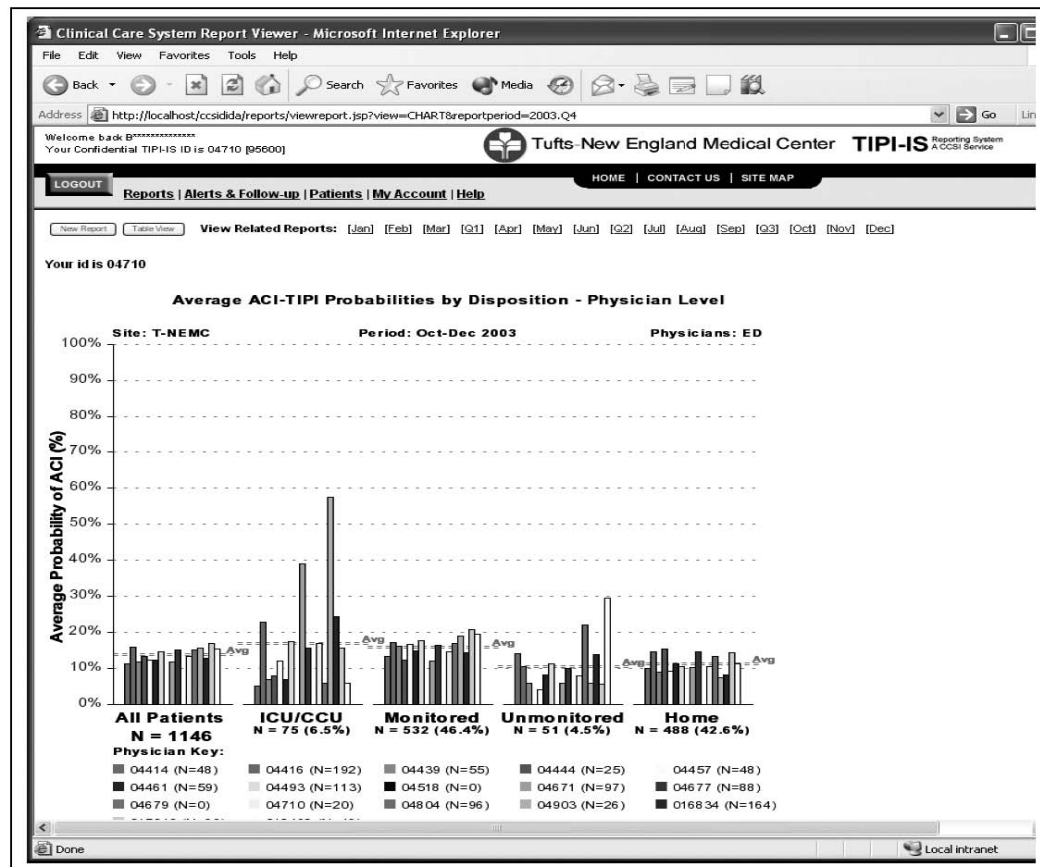 Clinical Care System Report Viewer - Microsoft Internet Explorer
File Edit View Favorites Tools Help
Back Search Favorites Media
Address http://localhost/ccsidida/reports/viewreport.jsp?view=CHART&reportperiod=2003.Q4 Go Lin
Welcome back B**************
Your Confidential TIPI-IS ID is 04710 [95600]
Tufts-New England Medical Center TIPI-IS Reporting System
A CCSI Service
HOME | CONTACT US | SITE MAP
LOGOUT Reports | Alerts & Follow-up | Patients | My Account | Help
New Report Table View View Related Reports: [Jan] [Feb] [Mar] [Q1] [Apr] [May] [Jun] [Q2] [Jul] [Aug] [Sep] [Q3] [Oct] [Nov] [Dec]
Your id is 04710
Average ACI-TIPI Probabilities by Disposition - Physician Level
Site: T-NEMC Period: Oct-Dec 2003 Physicians: ED
Average Probability of ACI (%)
100%
90%
80%
70%
60%
50%
40%
30%
20%
10%
0%
Avg Avg Avg Avg Avg
All Patients ICU/CCU Monitored Unmonitored Home
N = 1146 N = 75 (6.5%) N = 532 (46.4%) N = 51 (4.5%) N = 488 (42.6%)
Physician Key:
04414 (N=48) 04416 (N=192) 04439 (N=55) 04444 (N=25) 04457 (N=48)
04461 (N=59) 04493 (N=113) 04518 (N=0) 04671 (N=97) 04677 (N=88)
04679 (N=0) 04710 (N=20) 04804 (N=96) 04903 (N=26) 016834 (N=164)
Done Local intranet